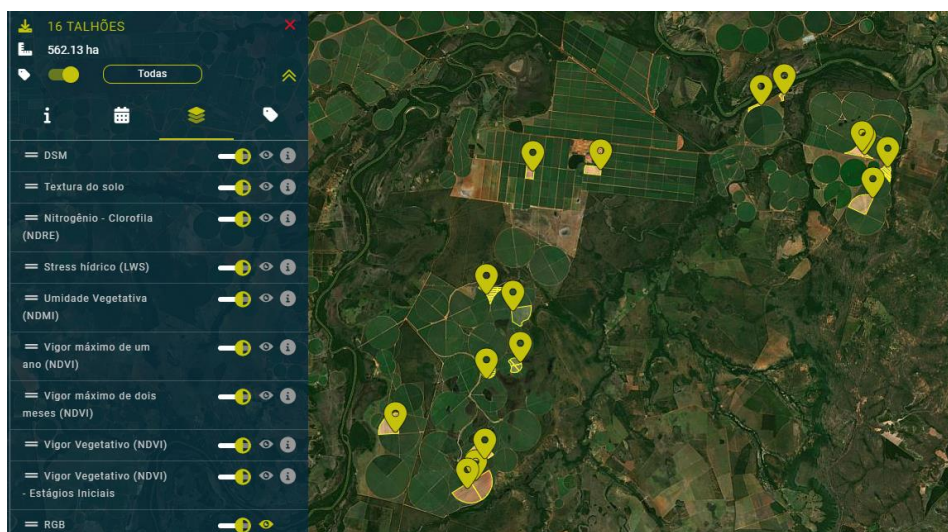 16 TALHÕES
562.13 ha
Todas
DSM
Textura do solo
Nitrogênio - Clorofila
(NDRE)
Stress hídrico (LWS)
Umidade Vegetativa
(NDMI)
Vigor máximo de um
ano (NDVI)
Vigor máximo de dois
meses (NDVI)
Vigor Vegetativo (NDVI)
Vigor Vegetativo (NDVI)
- Estágios Iniciais
RGB